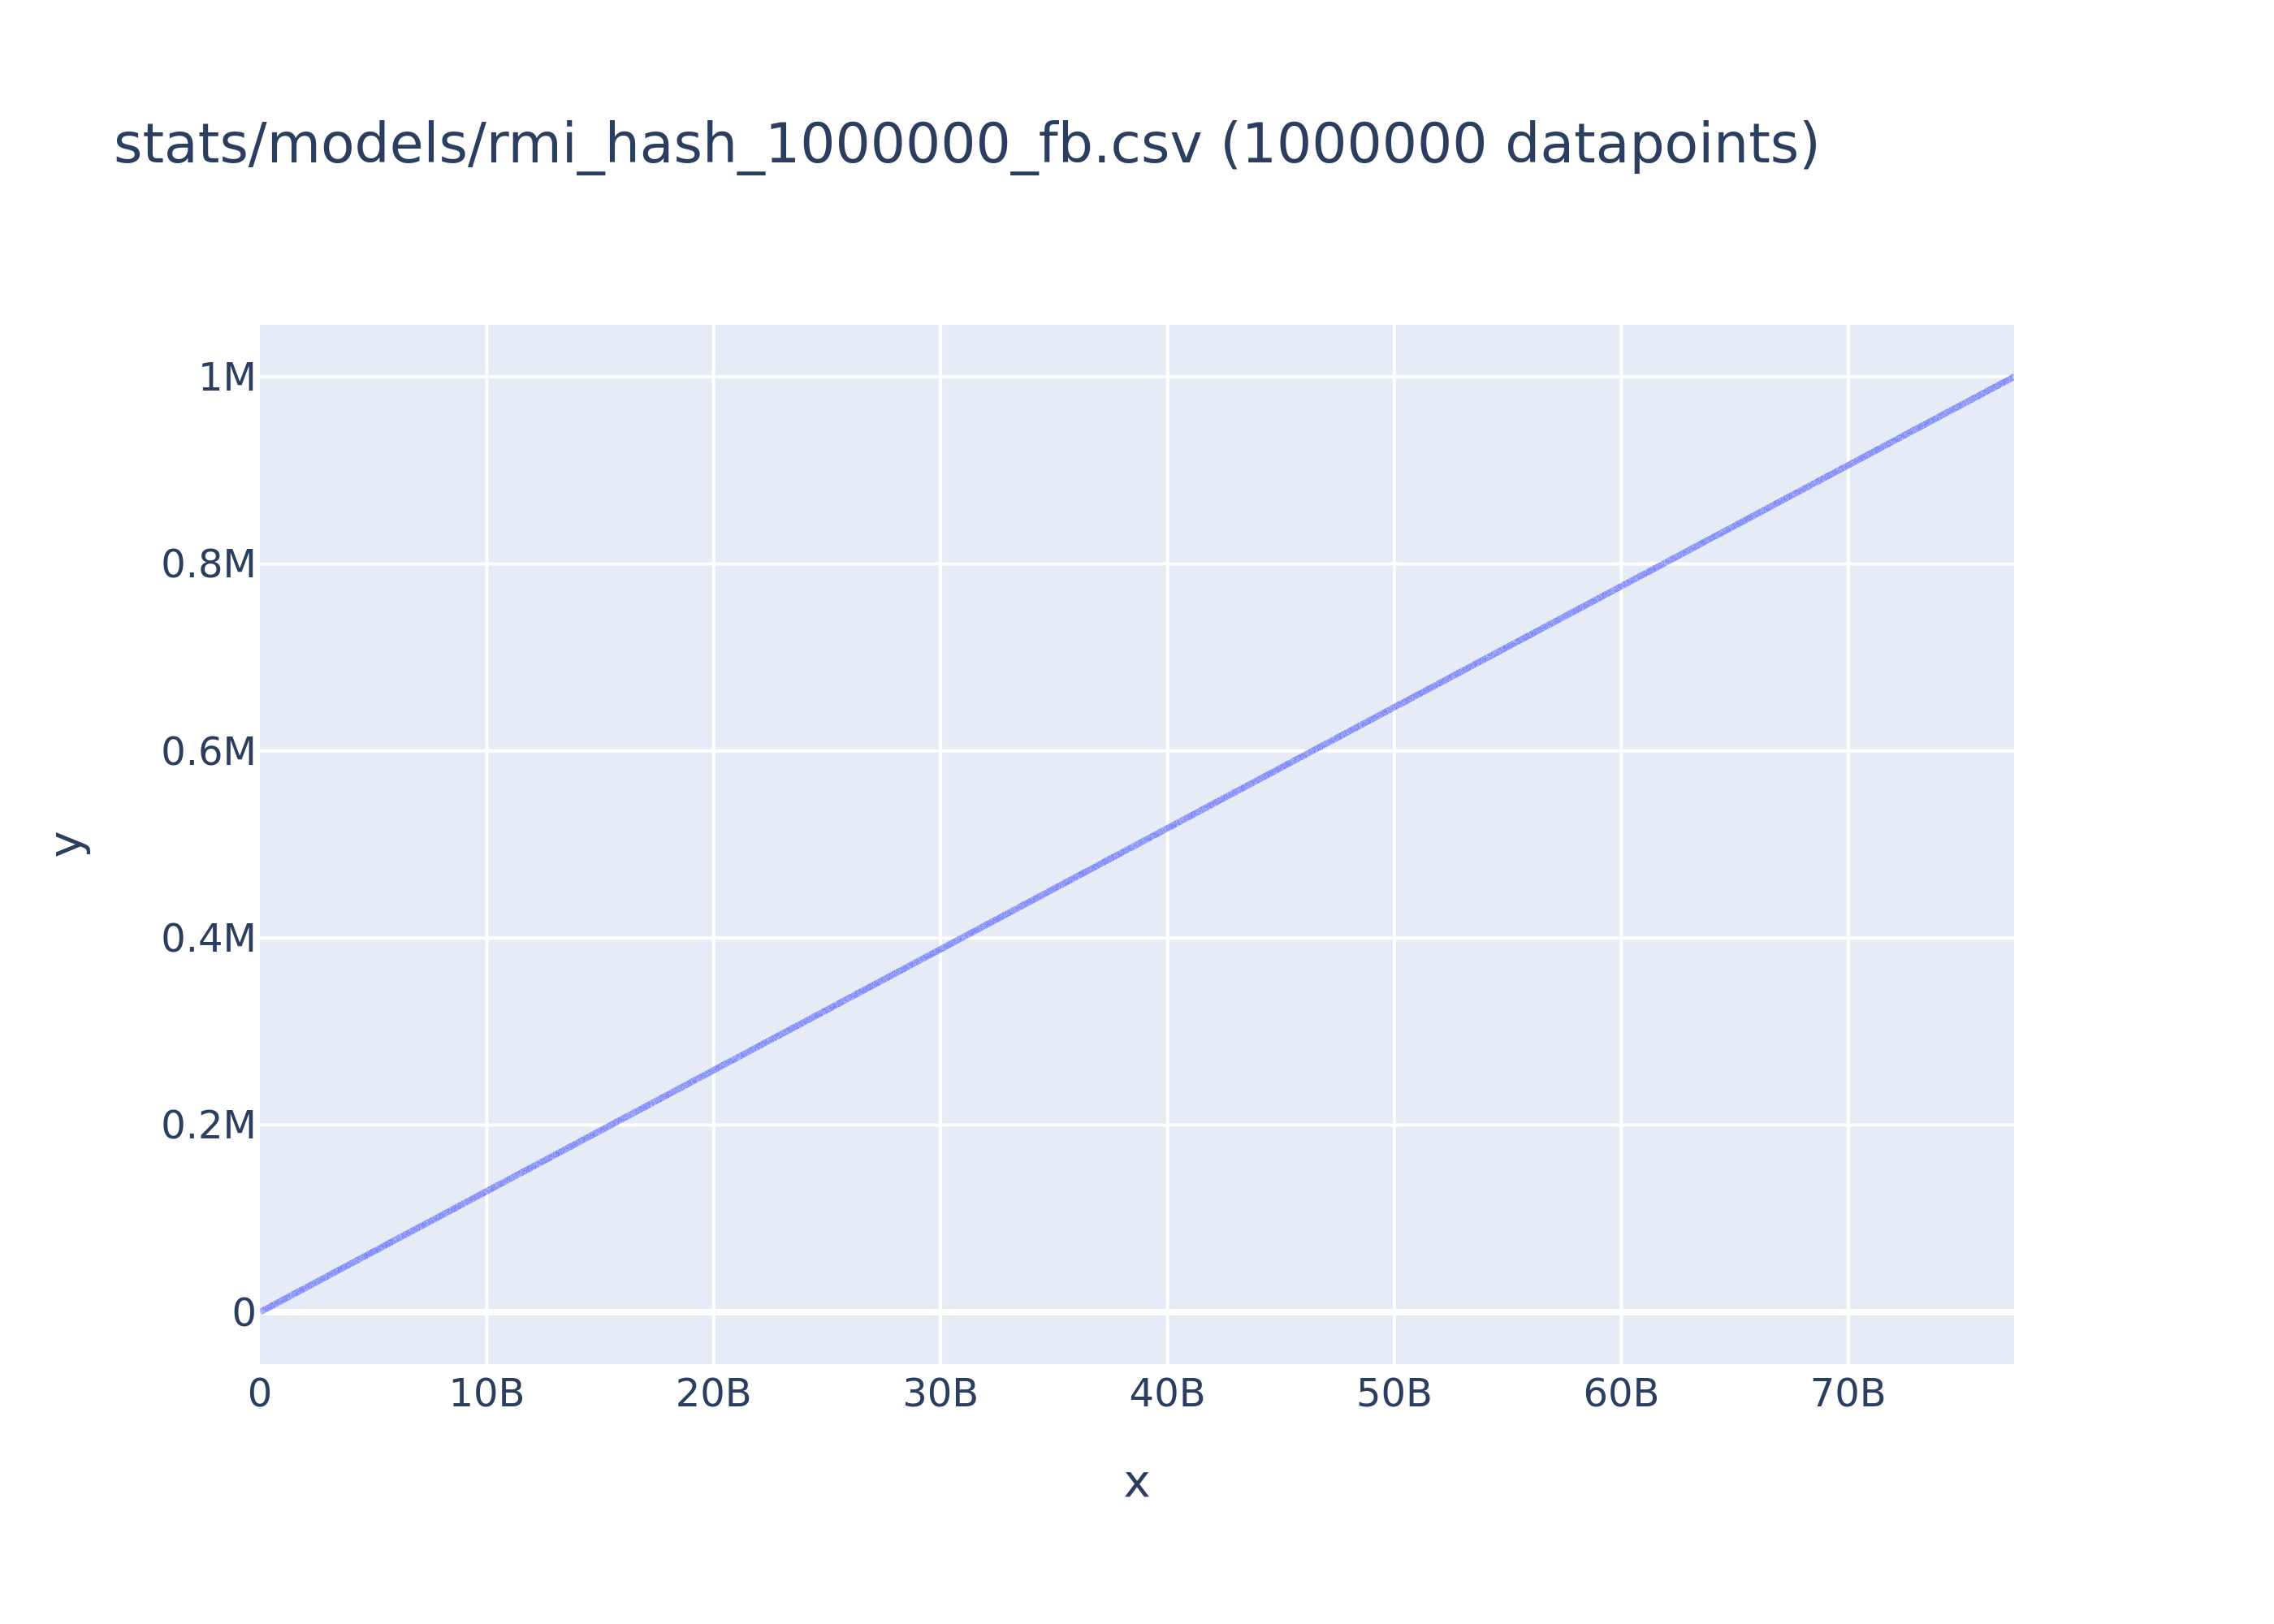 stats/models/rmi_hash_1000000_fb.csv (1000000 datapoints)
1M
0.8M
0.6M
0.4M
0.2M
0
y
0 10B 20B 30B 40B 50B 60B 70B
x